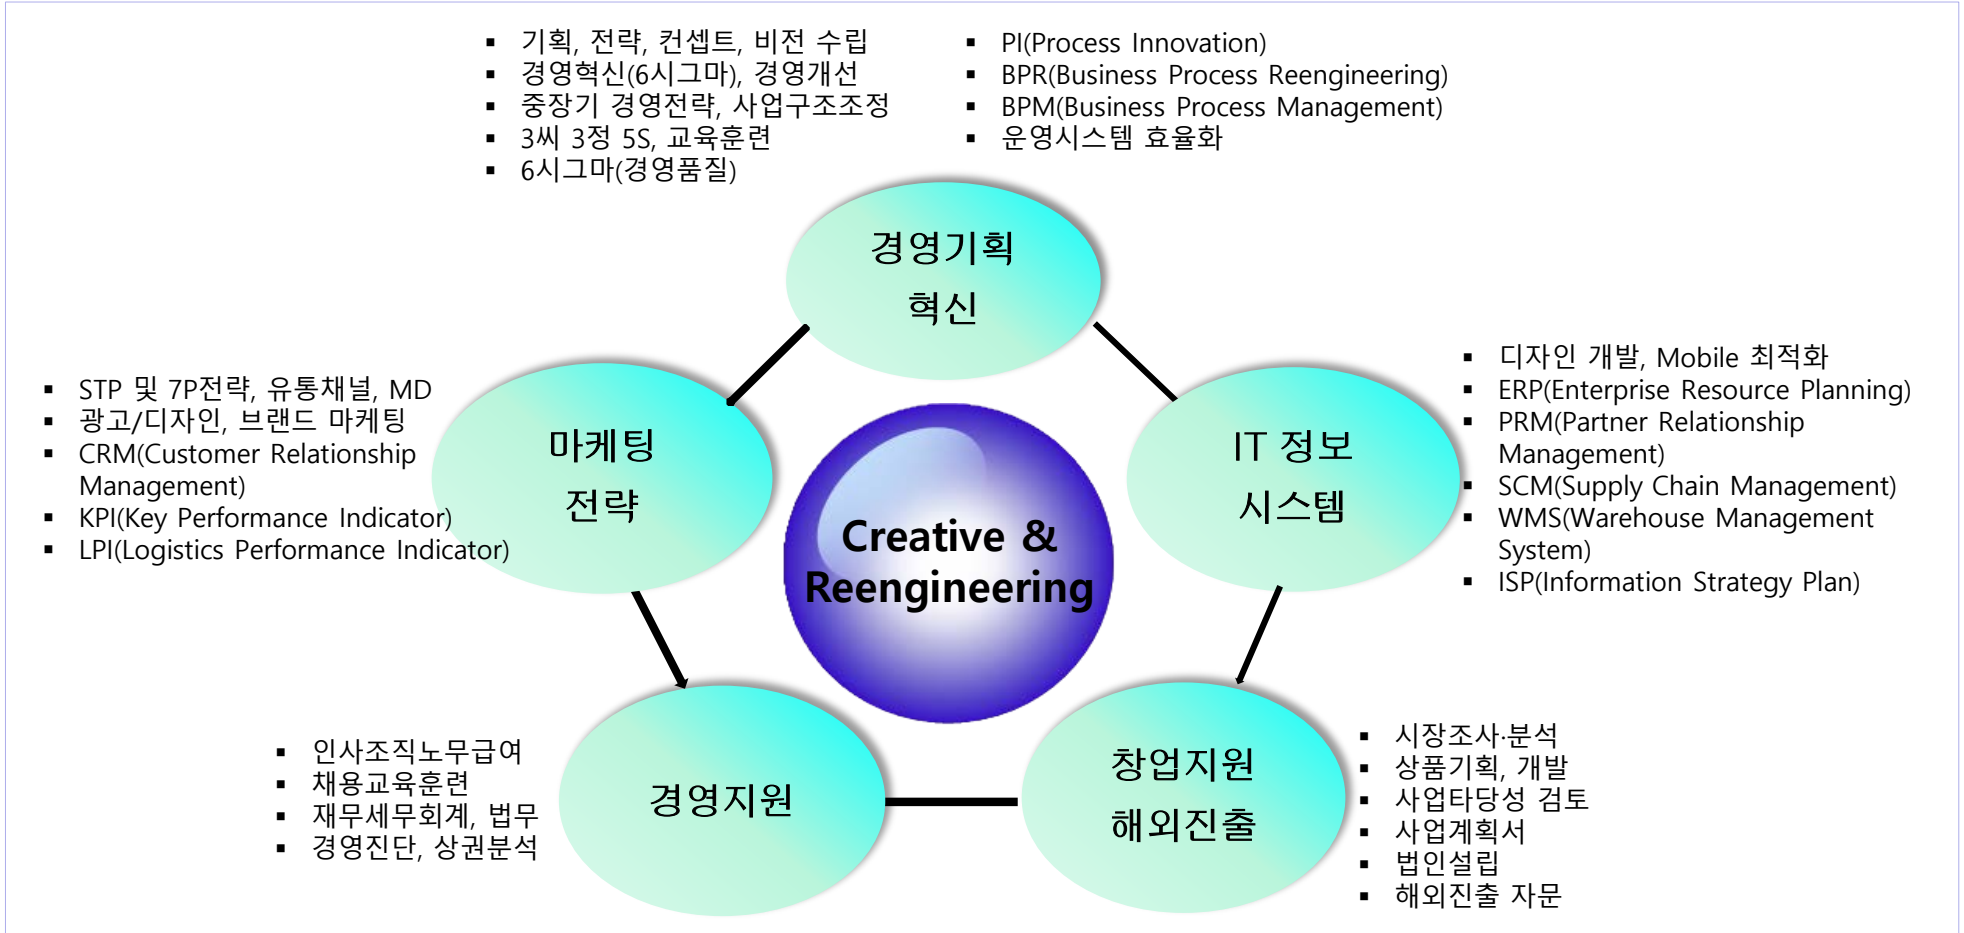 ▪ 기획, 전략, 컨셉트, 비전 수립
▪ 경영혁신(6시그마), 경영개선
▪ 중장기 경영전략, 사업구조조정
▪ 3씨 3정 5S, 교육훈련
▪ 6시그마(경영품질)
▪ PI(Process Innovation)
▪ BPR(Business Process Reengineering)
▪ BPM(Business Process Management)
▪ 운영시스템 효율화
경영기획
혁신
▪ STP 및 7P전략, 유통채널, MD
▪ 광고/디자인, 브랜드 마케팅
▪ CRM(Customer Relationship
Management)
▪ KPI(Key Performance Indicator)
▪ LPI(Logistics Performance Indicator)
마케팅
전략
Creative &
Reengineering
IT 정보
시스템
▪ 디자인 개발, Mobile 최적화
▪ ERP(Enterprise Resource Planning)
▪ PRM(Partner Relationship
Management)
▪ SCM(Supply Chain Management)
▪ WMS(Warehouse Management
System)
▪ ISP(Information Strategy Plan)
▪ 인사조직노무급여
▪ 채용교육훈련
▪ 재무세무회계, 법무
▪ 경영진단, 상권분석
경영지원
창업지원
해외진출
▪ 시장조사·분석
▪ 상품기획, 개발
▪ 사업타당성 검토
▪ 사업계획서
▪ 법인설립
▪ 해외진출 자문